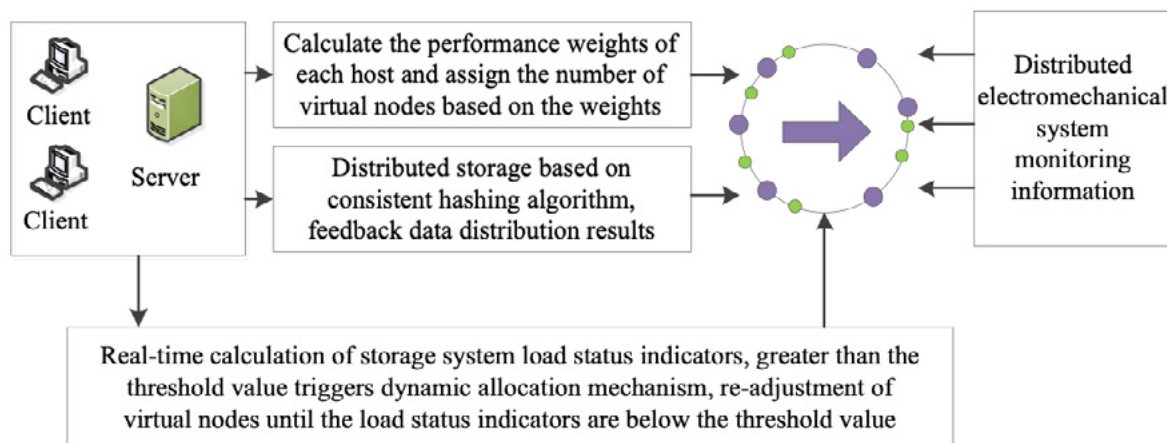 Client
Server
Client
Calculate the performance weights of
each host and assign the number of
virtual nodes based on the weights
Distributed storage based on
consistent hashing algorithm,
feedback data distribution results
Distributed
electromechanical
system
monitoring
information
Real-time calculation of storage system load status indicators, greater than the
threshold value triggers dynamic allocation mechanism, re-adjustment of
virtual nodes until the load status indicators are below the threshold value